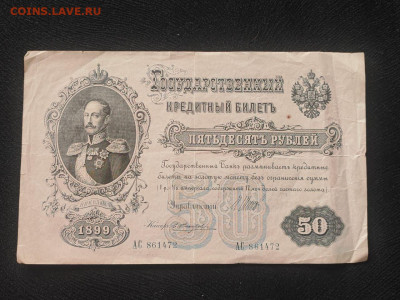 COINS.LAVE.RU
ГОСУДАРСТВЕННЫЙ
КРЕДИТНЫЙ БИЛЕТЪ
ПЯТЬДЕСЯТЪ РУБЛЕЙ
Государственный Банкъ размѣниваетъ кредитные
билеты на золотую монету безъ ограниченія суммы
Управляющій
50
1899
АС 861472 АС 861472